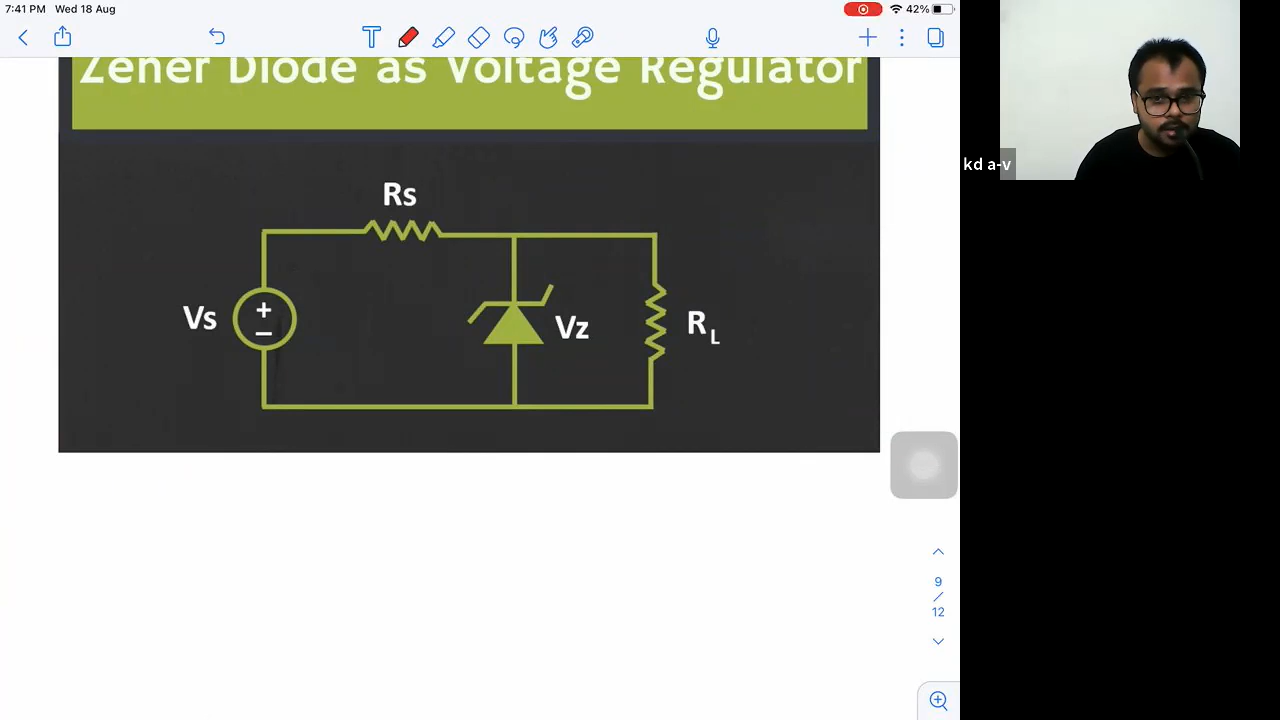 7:41 PM Wed 18 Aug
42%
T
Zener Diode as Voltage Regulator
kd a-v
Rs
Vs
+
−
Vz
RL
9
/
12